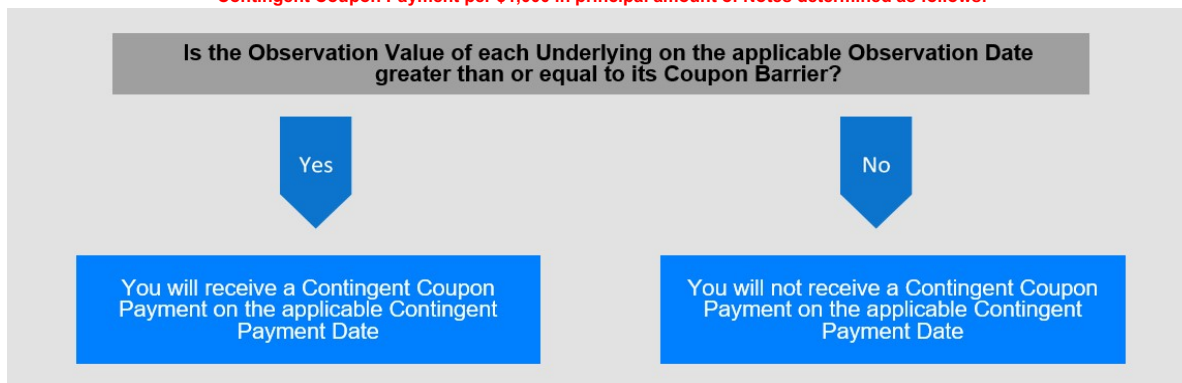 Contingent Coupon Payment per $1,000 in principal amount of Notes determined as follows:
Is the Observation Value of each Underlying on the applicable Observation Date
greater than or equal to its Coupon Barrier?
Yes
No
You will receive a Contingent Coupon
Payment on the applicable Contingent
Payment Date
You will not receive a Contingent Coupon
Payment on the applicable Contingent
Payment Date